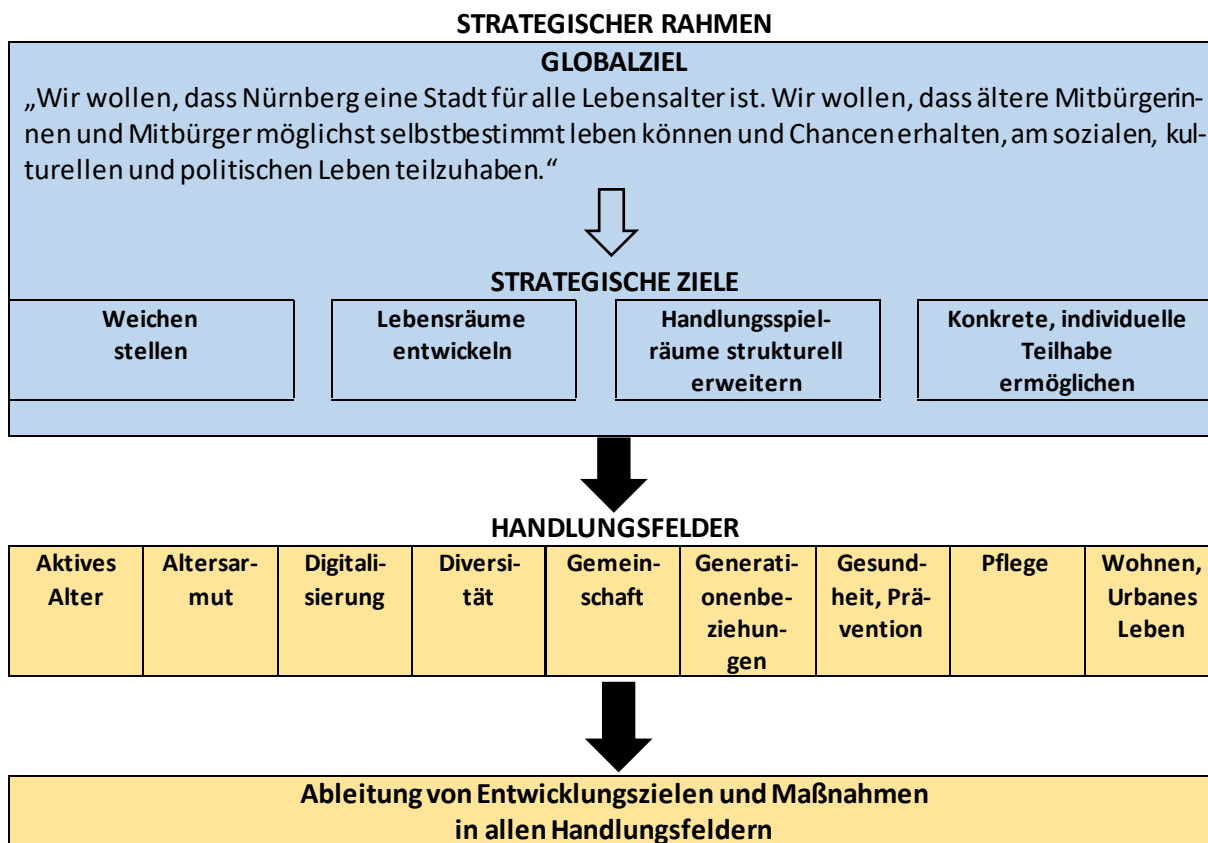 STRATEGISCHER RAHMEN
GLOBALZIEL
„Wir wollen, dass Nürnberg eine Stadt für alle Lebensalter ist. Wir wollen, dass ältere Mitbürgerin-
nen und Mitbürger möglichst selbstbestimmt leben können und Chancen erhalten, am sozialen, kul-
turellen und politischen Leben teilzuhaben.“
STRATEGISCHE ZIELE
Weichen
stellen
Lebensräume
entwickeln
Handlungsspiel-
räume strukturell
erweitern
Konkrete, individuelle
Teilhabe
ermöglichen
HANDLUNGSFELDER
Aktives
Alter
Altersar-
mut
Digitali-
sierung
Diversi-
tät
Gemein-
schaft
Generati-
onenbe-
ziehun-
gen
Gesund-
heit, Prä-
vention
Pflege
Wohnen,
Urbanes
Leben
Ableitung von Entwicklungszielen und Maßnahmen
in allen Handlungsfeldern